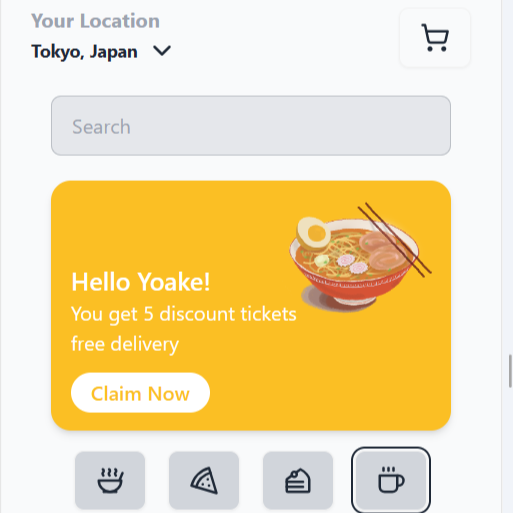 Your Location
Tokyo, Japan
Search
Hello Yoake!
You get 5 discount tickets
free delivery
Claim Now